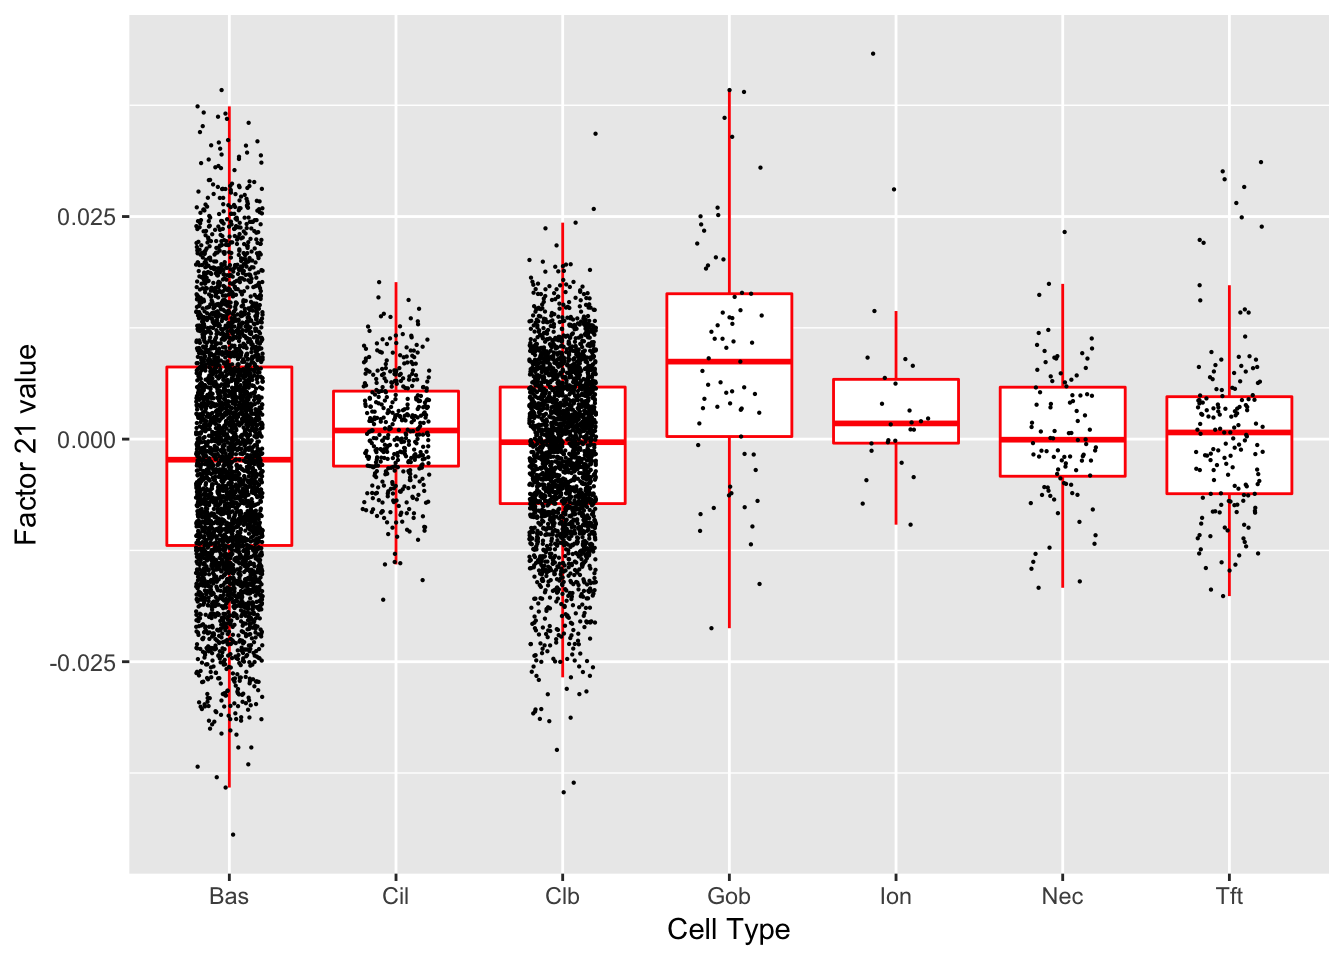 Factor 21 value
0.025
0.000
-0.025
Bas Cil Clb Gob Ion Nec Tft
Cell Type